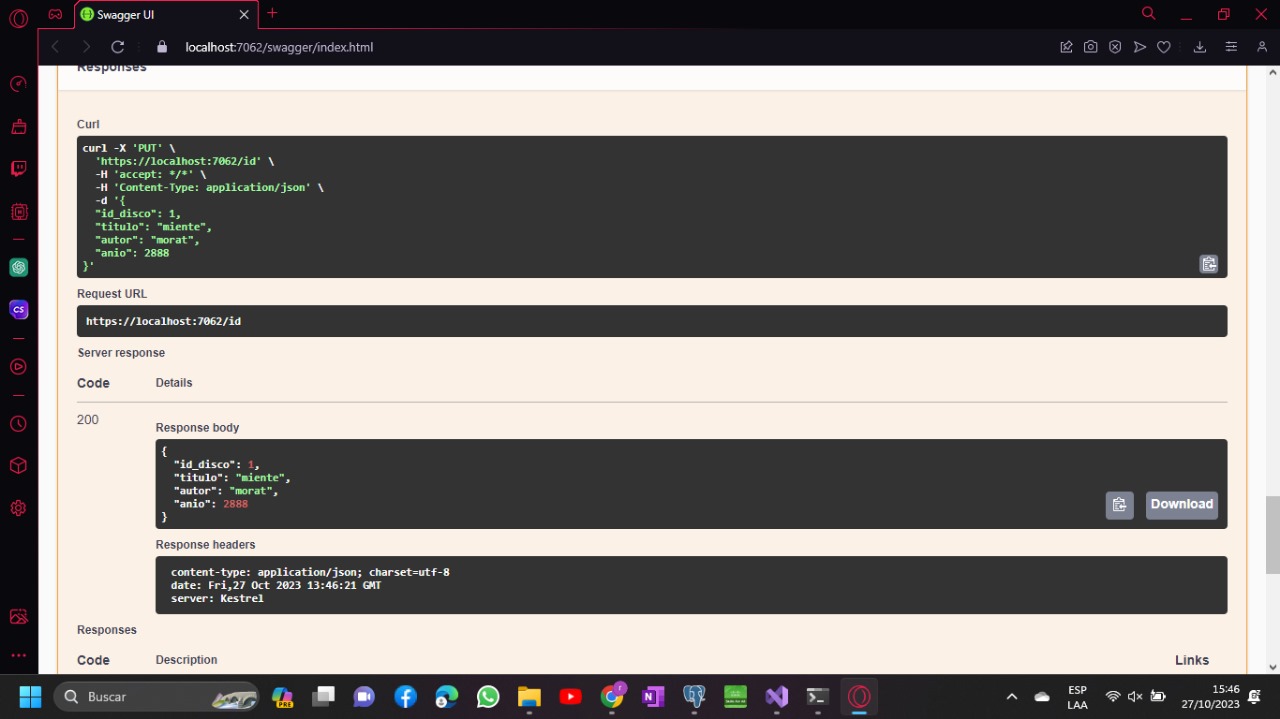 Swagger UI
localhost:7062/swagger/index.html
Responses
Curl
curl -X 'PUT' \
'https://localhost:7062/id' \
-H 'accept: */*' \
-H 'Content-Type: application/json' \
-d '{
"id_disco": 1,
"titulo": "miente",
"autor": "morat",
"anio": 2888
}'
Request URL
https://localhost:7062/id
Server response
Code Details
200
Response body
{
"id_disco": 1,
"titulo": "miente",
"autor": "morat",
"anio": 2888
}
Download
Response headers
content-type: application/json; charset=utf-8
date: Fri,27 Oct 2023 13:46:21 GMT
server: Kestrel
Responses
Code Description Links
Buscar
PRE
ESP
LAA
15:46
27/10/2023